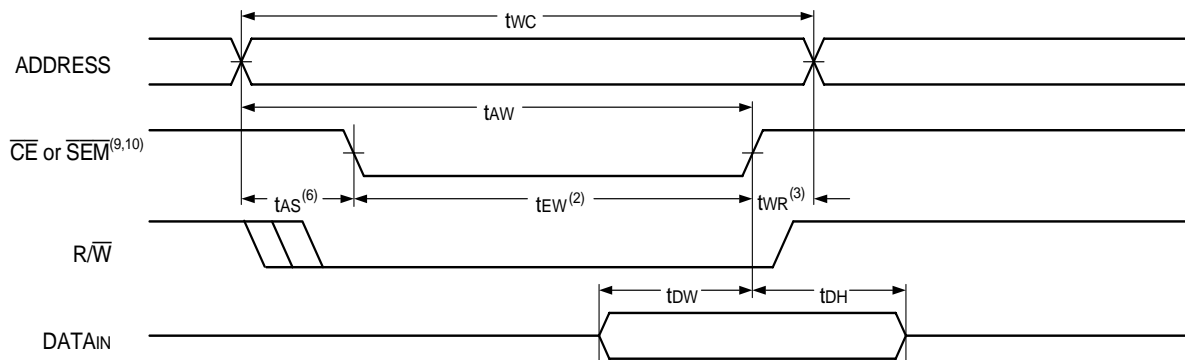 tWC
ADDRESS
tAW
CE or SEM(9,10)
tAS(6)
tEW(2)
tWR(3)
R/W
tDW
tDH
DATAIN